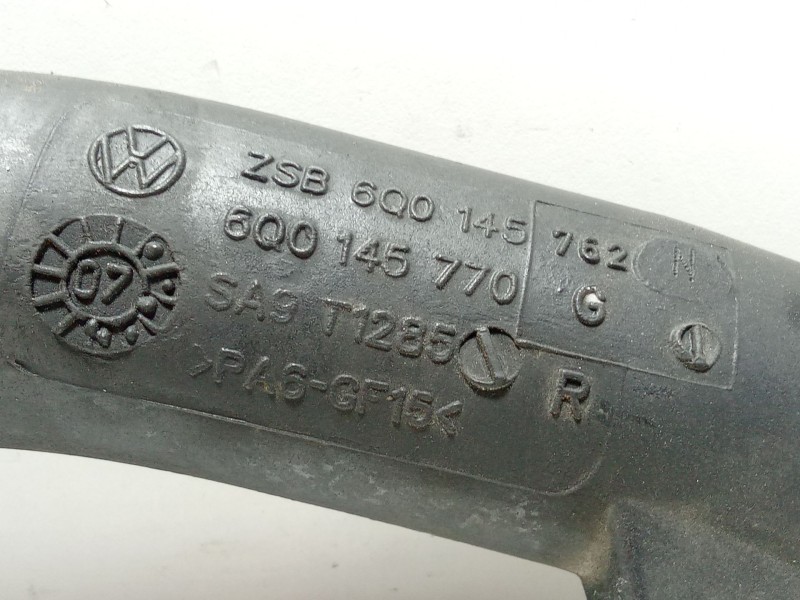 ZSB 6Q0 145 762 N
6Q0 145 770 G
SA9 T1285
>PA6-GF15<
R
07